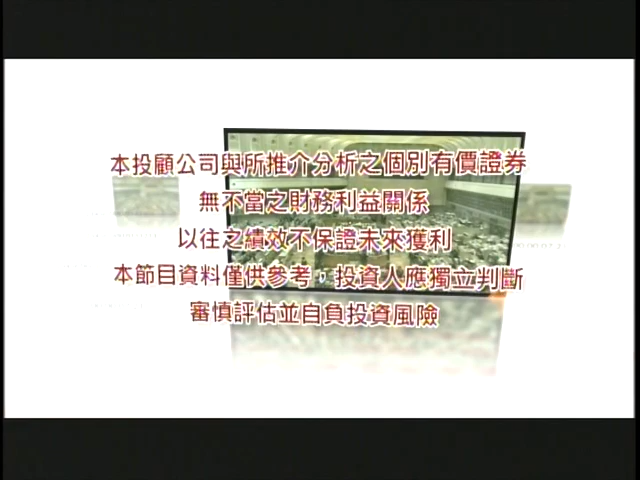 本投顧公司與所推介分析之個別有價證券
無不當之財務利益關係
以往之績效不保證未來獲利
本節目資料僅供參考，投資人應獨立判斷
審慎評估並自負投資風險